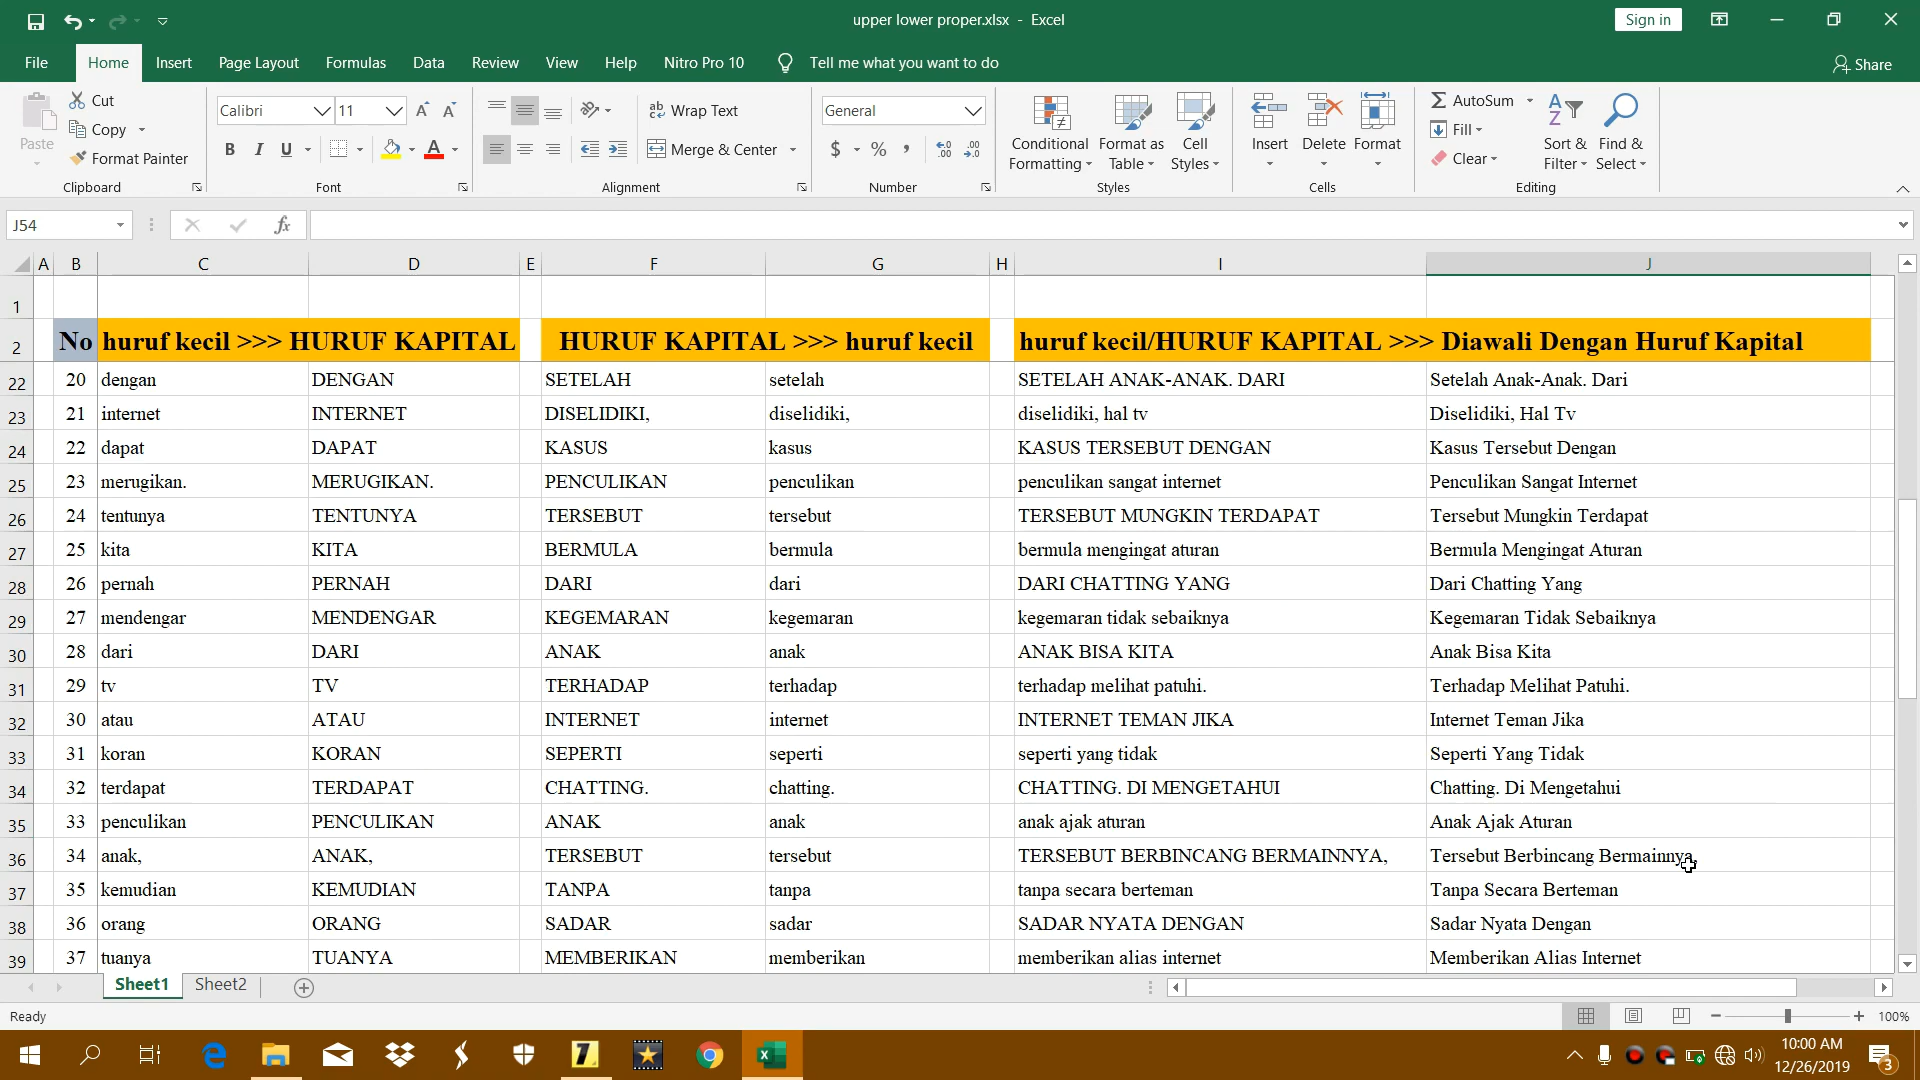 upper lower proper.xlsx - Excel
Sign in
File Home Insert Page Layout Formulas Data Review View Help Nitro Pro 10 Tell me what you want to do Share
Paste
Cut
Copy
Format Painter
Clipboard
Calibri 11
B I U
Font
Wrap Text
Merge & Center
Alignment
General
$ % ,
Number
Conditional Formatting
Format as Table
Cell Styles
Styles
Insert Delete Format
Cells
AutoSum
Fill
Clear
Sort & Filter
Find & Select
Editing
J54
fx
A B C D E F G H I J
1
2 No huruf kecil >>> HURUF KAPITAL HURUF KAPITAL >>> huruf kecil huruf kecil/HURUF KAPITAL >>> Diawali Dengan Huruf Kapital
22 20 dengan DENGAN SETELAH setelah SETELAH ANAK-ANAK. DARI Setelah Anak-Anak. Dari
23 21 internet INTERNET DISELIDIKI, diselidiki, diselidiki, hal tv Diselidiki, Hal Tv
24 22 dapat DAPAT KASUS kasus KASUS TERSEBUT DENGAN Kasus Tersebut Dengan
25 23 merugikan. MERUGIKAN. PENCULIKAN penculikan penculikan sangat internet Penculikan Sangat Internet
26 24 tentunya TENTUNYA TERSEBUT tersebut TERSEBUT MUNGKIN TERDAPAT Tersebut Mungkin Terdapat
27 25 kita KITA BERMULA bermula bermula mengingat aturan Bermula Mengingat Aturan
28 26 pernah PERNAH DARI dari DARI CHATTING YANG Dari Chatting Yang
29 27 mendengar MENDENGAR KEGEMARAN kegemaran kegemaran tidak sebaiknya Kegemaran Tidak Sebaiknya
30 28 dari DARI ANAK anak ANAK BISA KITA Anak Bisa Kita
31 29 tv TV TERHADAP terhadap terhadap melihat patuhi. Terhadap Melihat Patuhi.
32 30 atau ATAU INTERNET internet INTERNET TEMAN JIKA Internet Teman Jika
33 31 koran KORAN SEPERTI seperti seperti yang tidak Seperti Yang Tidak
34 32 terdapat TERDAPAT CHATTING. chatting. CHATTING. DI MENGETAHUI Chatting. Di Mengetahui
35 33 penculikan PENCULIKAN ANAK anak anak ajak aturan Anak Ajak Aturan
36 34 anak, ANAK, TERSEBUT tersebut TERSEBUT BERBINCANG BERMAINNYA, Tersebut Berbincang Bermainnya,
37 35 kemudian KEMUDIAN TANPA tanpa tanpa secara berteman Tanpa Secara Berteman
38 36 orang ORANG SADAR sadar SADAR NYATA DENGAN Sadar Nyata Dengan
39 37 tuanya TUANYA MEMBERIKAN memberikan memberikan alias internet Memberikan Alias Internet
Sheet1 Sheet2
Ready 100%
10:00 AM
12/26/2019
3